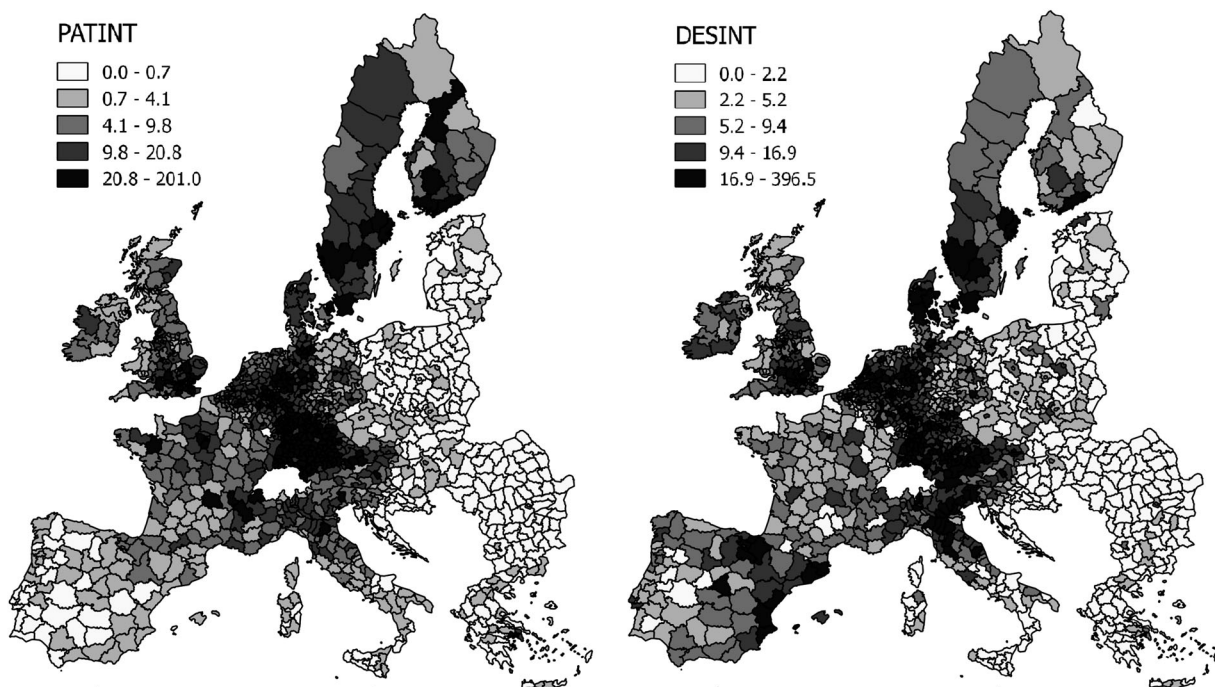 PATINT
0.0 - 0.7
0.7 - 4.1
4.1 - 9.8
9.8 - 20.8
20.8 - 201.0
DESINT
0.0 - 2.2
2.2 - 5.2
5.2 - 9.4
9.4 - 16.9
16.9 - 396.5